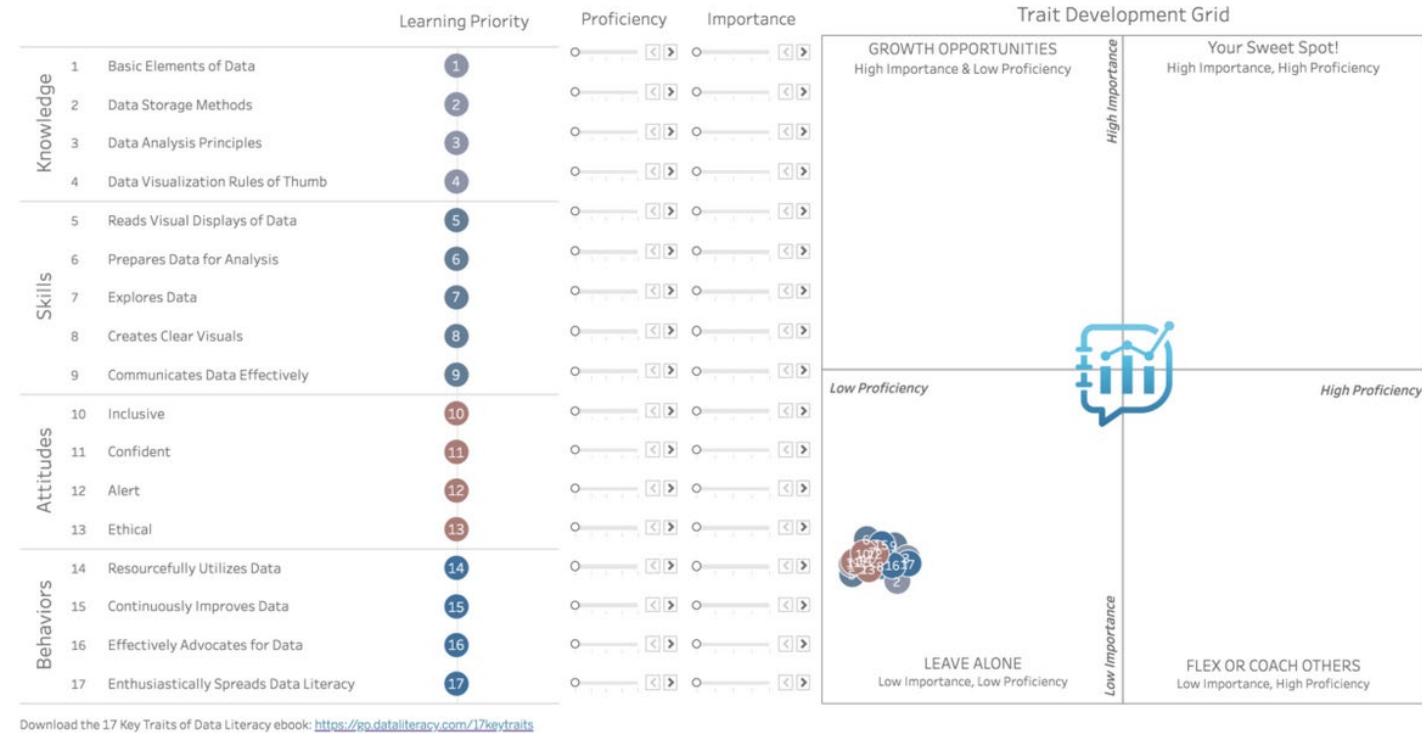 Learning Priority
Proficiency
Importance
Trait Development Grid
Knowledge
1 Basic Elements of Data 1
2 Data Storage Methods 2
3 Data Analysis Principles 3
4 Data Visualization Rules of Thumb 4
Skills
5 Reads Visual Displays of Data 5
6 Prepares Data for Analysis 6
7 Explores Data 7
8 Creates Clear Visuals 8
9 Communicates Data Effectively 9
Attitudes
10 Inclusive 10
11 Confident 11
12 Alert 12
13 Ethical 13
Behaviors
14 Resourcefully Utilizes Data 14
15 Continuously Improves Data 15
16 Effectively Advocates for Data 16
17 Enthusiastically Spreads Data Literacy 17
GROWTH OPPORTUNITIES
High Importance & Low Proficiency
High Importance
Your Sweet Spot!
High Importance, High Proficiency
Low Proficiency
High Proficiency
16
17
2
LEAVE ALONE
Low Importance, Low Proficiency
Low Importance
FLEX OR COACH OTHERS
Low Importance, High Proficiency
Download the 17 Key Traits of Data Literacy ebook: https://go.dataliteracy.com/17keytraits